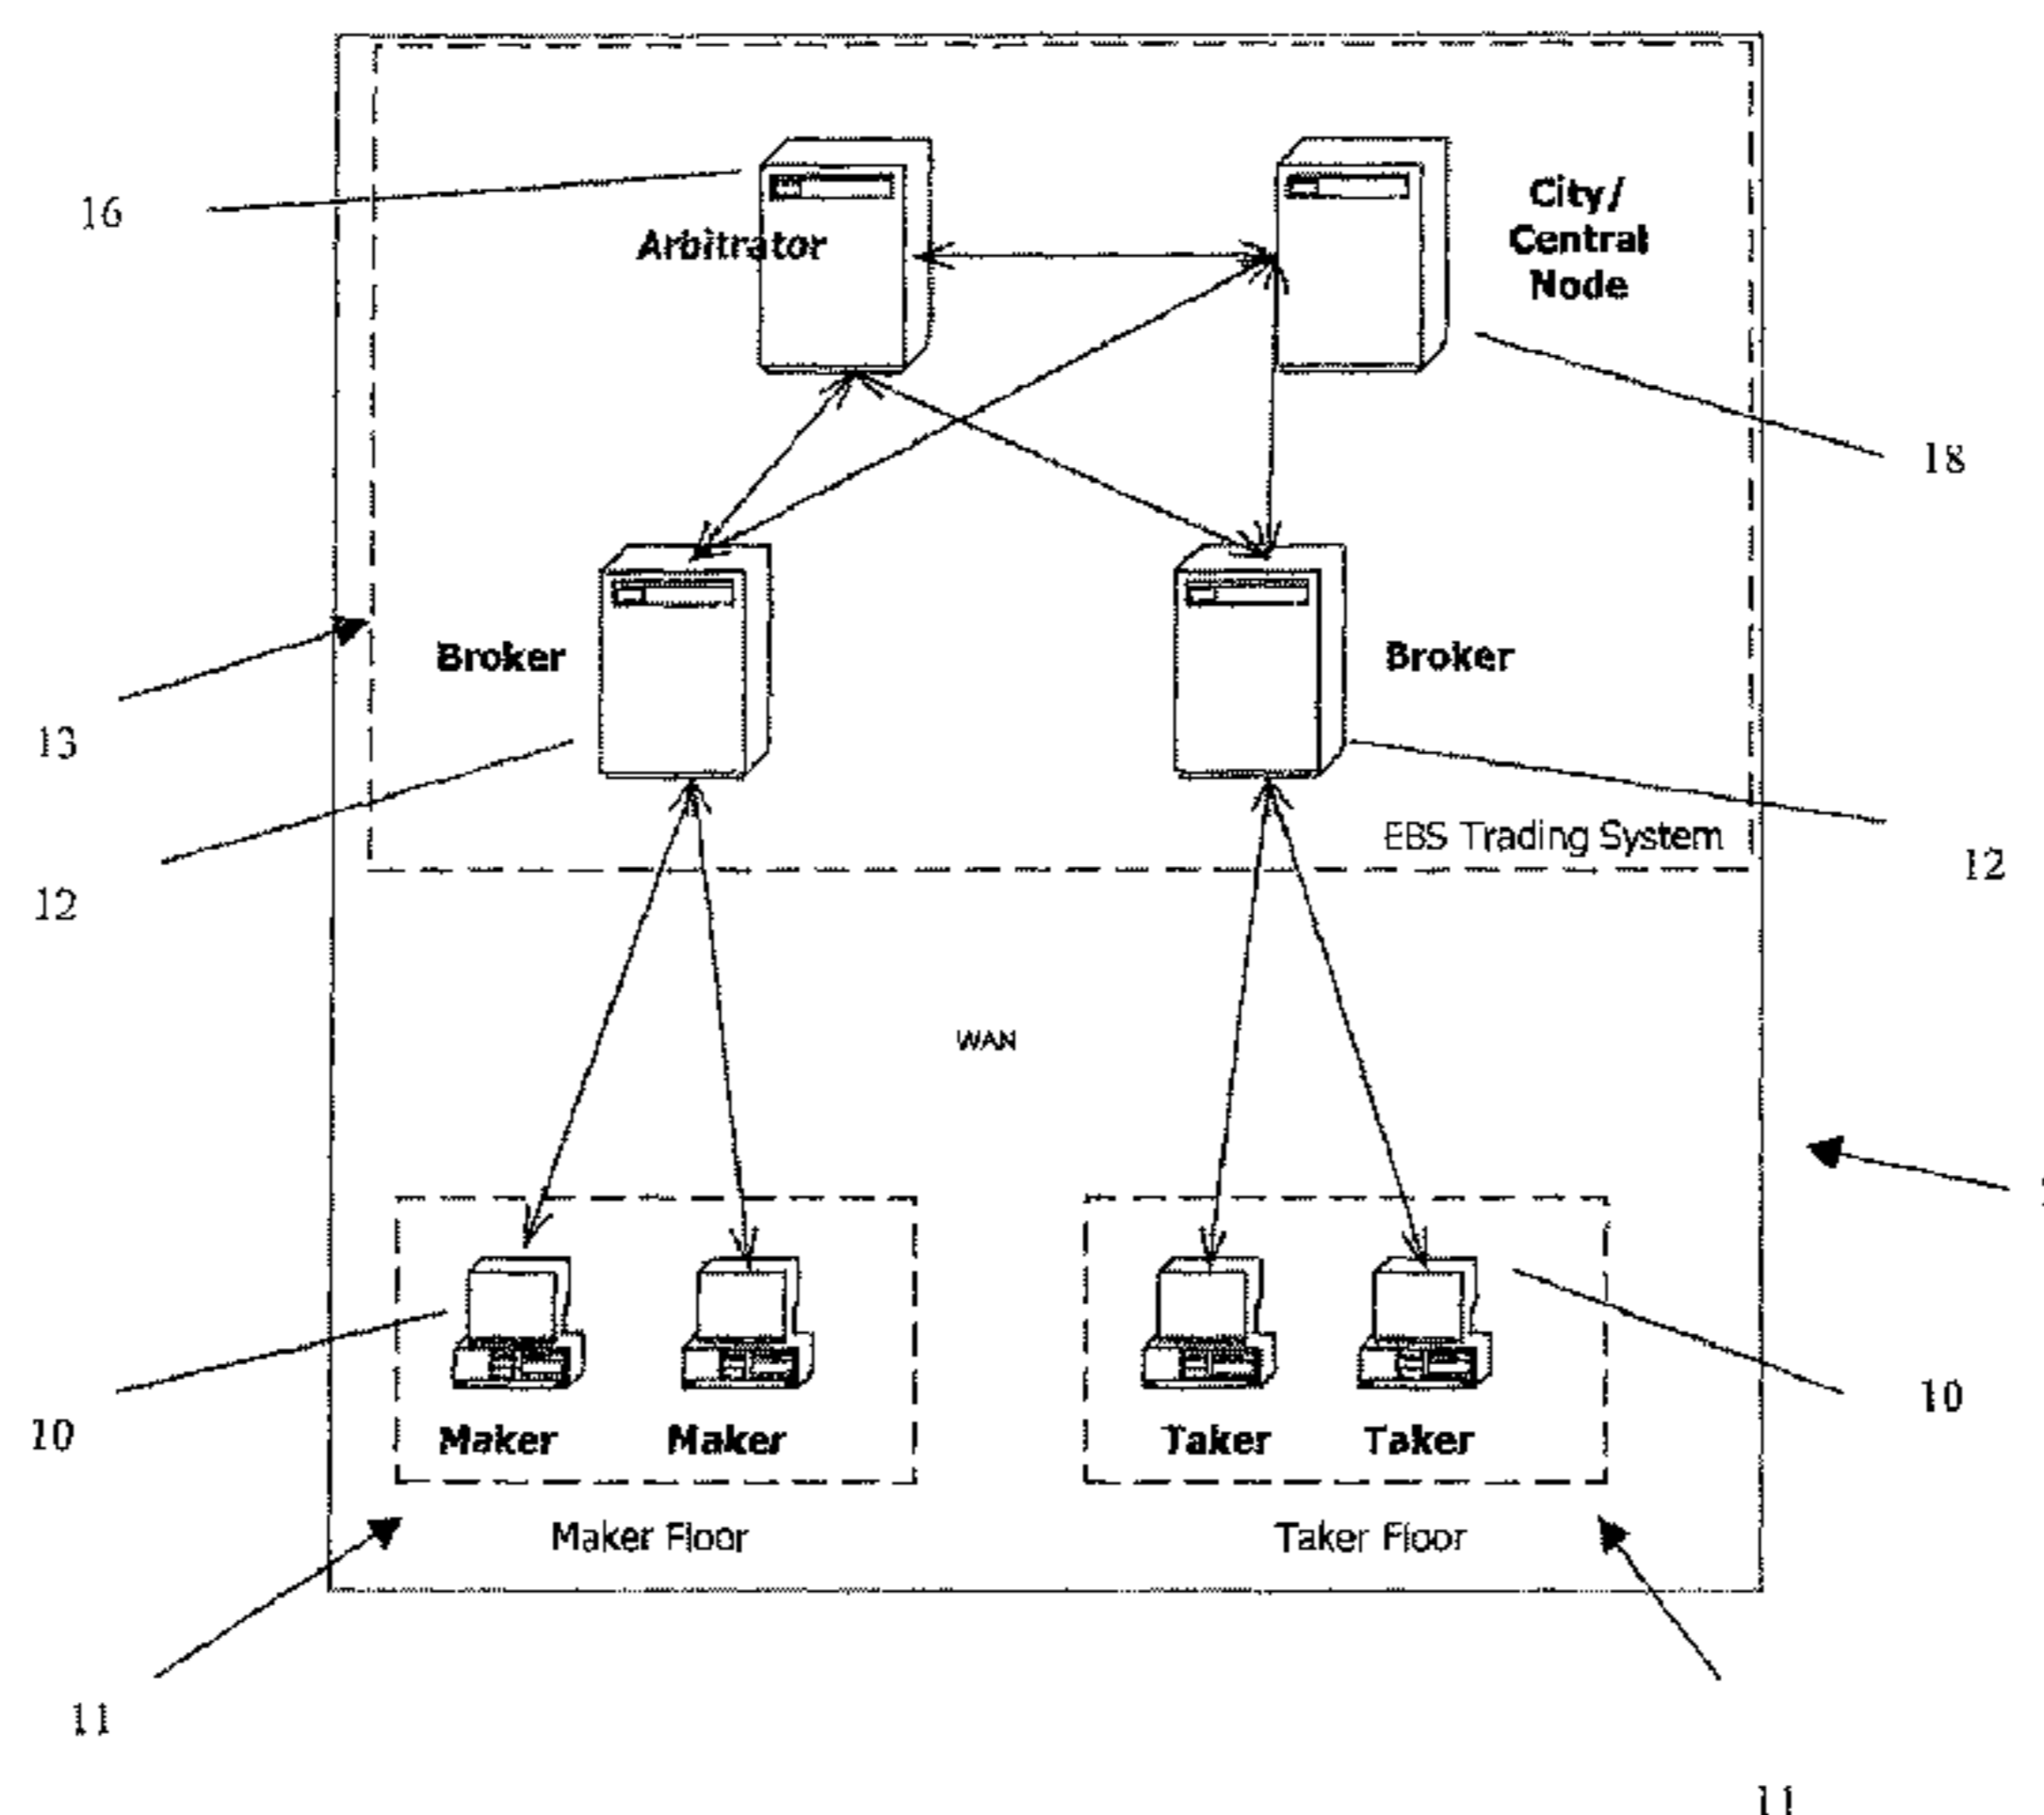 16
Arbitrator
City/
Central
Node
18
Broker
Broker
13
EBS Trading System
12
12
WAN
10
10
Maker
Maker
Taker
Taker
Maker Floor
Taker Floor
11
11